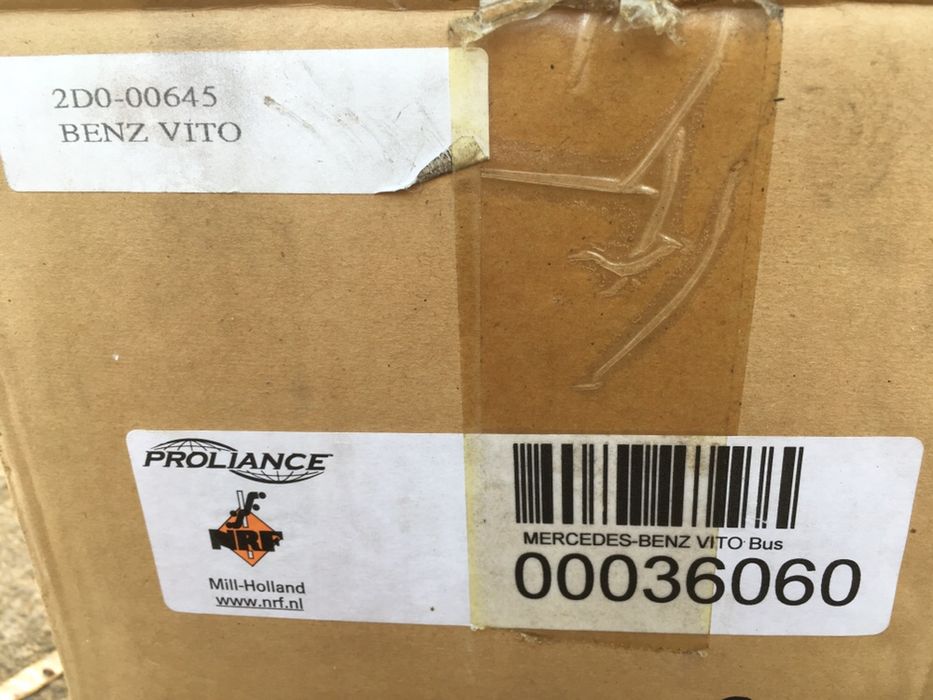 2D0-00645
BENZ VITO
PROLIANCE
NRF
Mill-Holland
www.nrf.nl
MERCEDES-BENZ VITO Bus
00036060